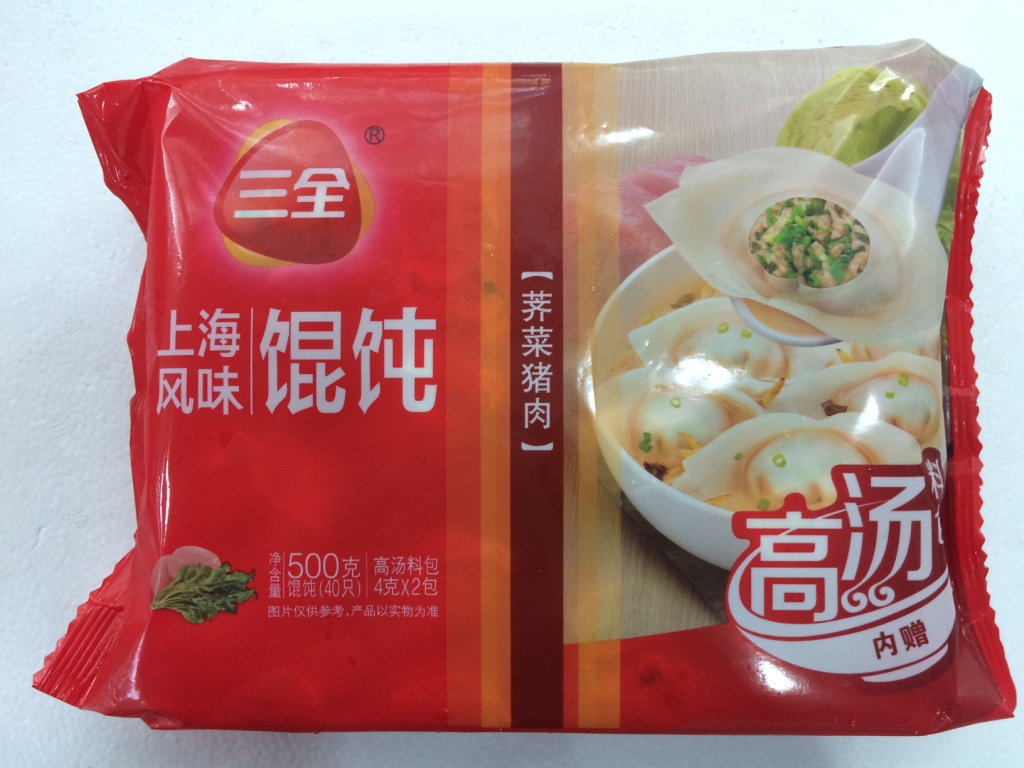 三全®
上海
风味
馄饨
【荠菜猪肉】
净含量
500克
馄饨(40只)
高汤料包
4克X2包
图片仅供参考,产品以实物为准
高汤
料
内赠